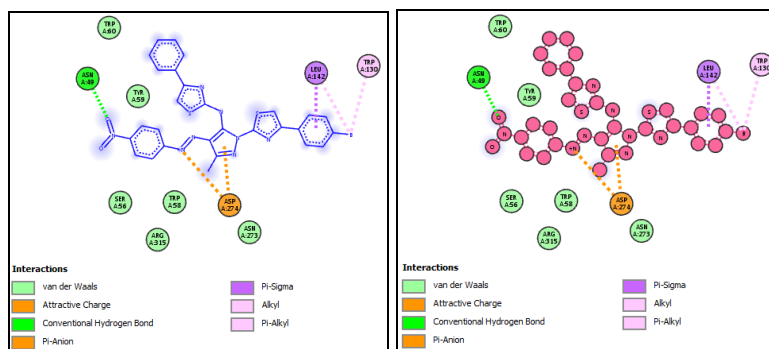 TRP
A:60
ASN
A:49
TYR
A:59
LEU
A:142
TRP
A:130
SER
A:56
TRP
A:58
ASP
A:274
ARG
A:315
ASN
A:273
Interactions
van der Waals
Attractive Charge
Conventional Hydrogen Bond
Pi-Anion
Pi-Sigma
Alkyl
Pi-Alkyl
TRP
A:60
ASN
A:49
TYR
A:59
LEU
A:142
TRP
A:130
N
S
N
S
N
O
N
N
N
SER
A:56
TRP
A:58
ASP
A:274
ARG
A:315
ASN
A:273
Interactions
van der Waals
Attractive Charge
Conventional Hydrogen Bond
Pi-Anion
Pi-Sigma
Alkyl
Pi-Alkyl